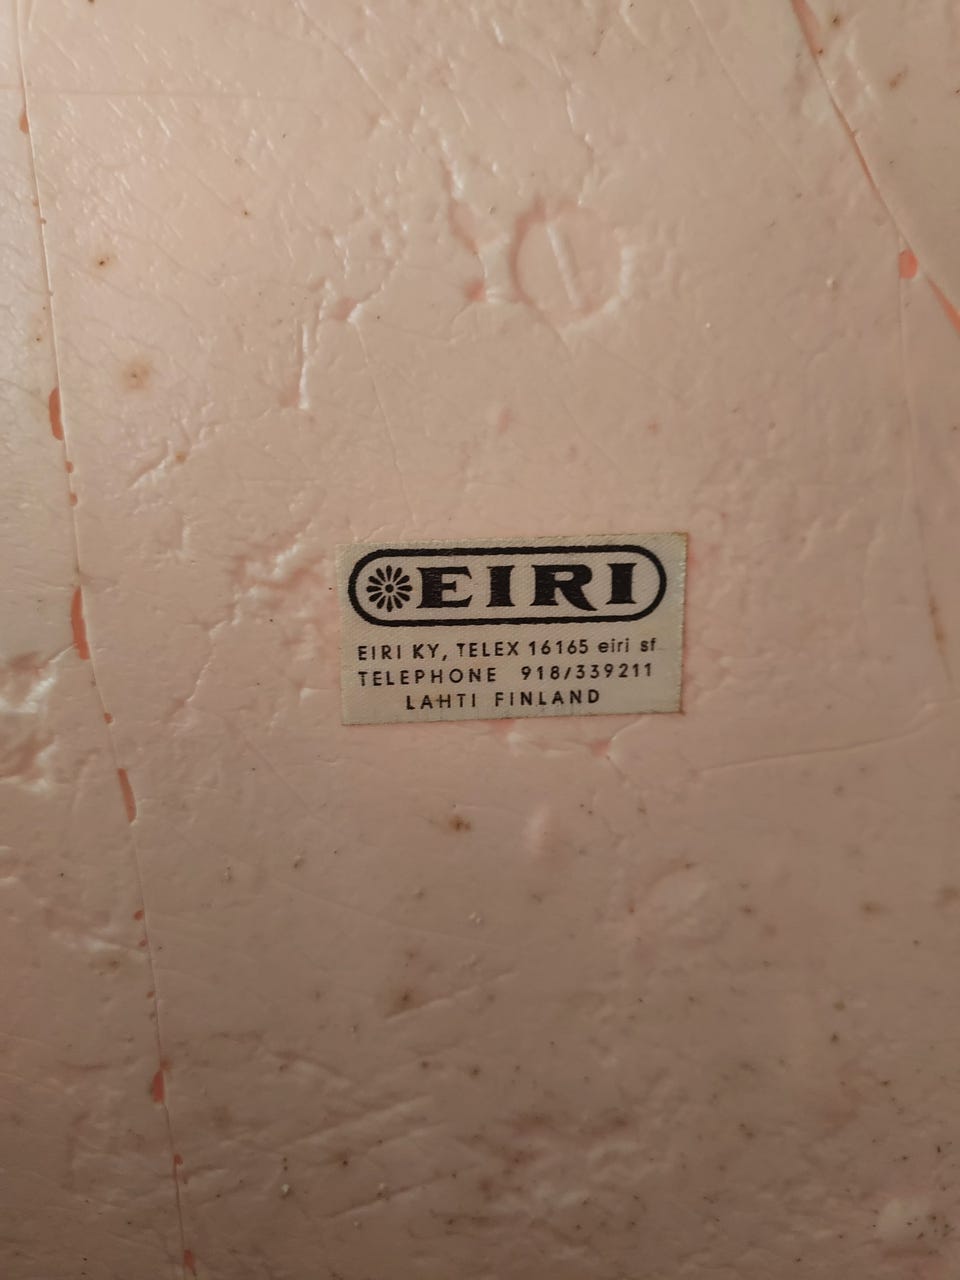 EIRI
EIRI KY, TELEX 16165 eiri sf
TELEPHONE 918/339211
LAHTI FINLAND